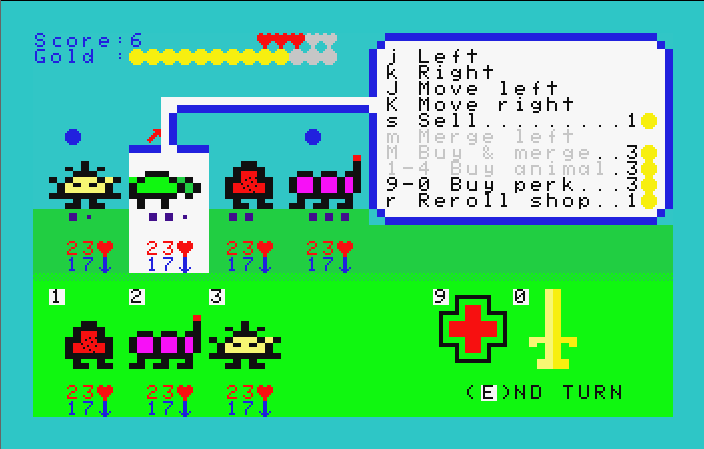 Score:6
Gold :
j Left
k Right
J Move left
K Move right
s Sell.........1
m Merge left
M Buy & merge..3
1-4 Buy animal.3
9-0 Buy perk...3
r Reroll shop..1
23 23 23 23
17 17 17 17
1 2 3 9 0
23 23 23
17 17 17
(E)ND TURN